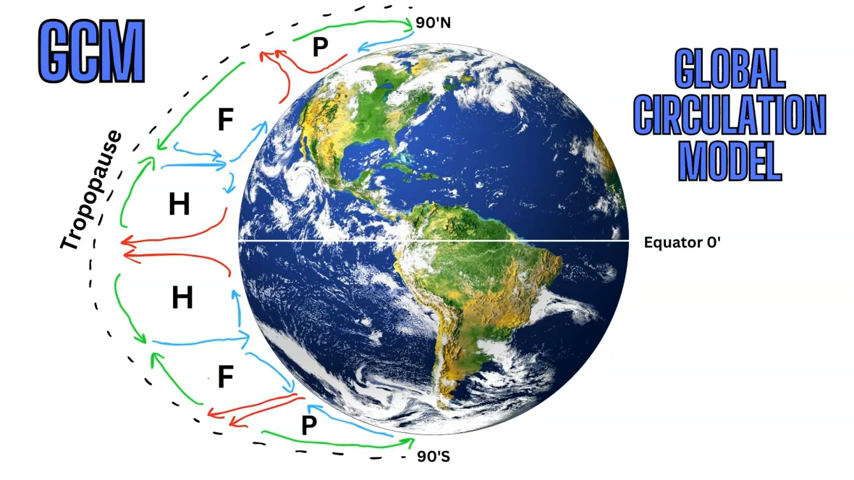 GCM
90'N
P
GLOBAL
CIRCULATION
MODEL
F
Tropopause
H
Equator 0'
H
F
P
90'S